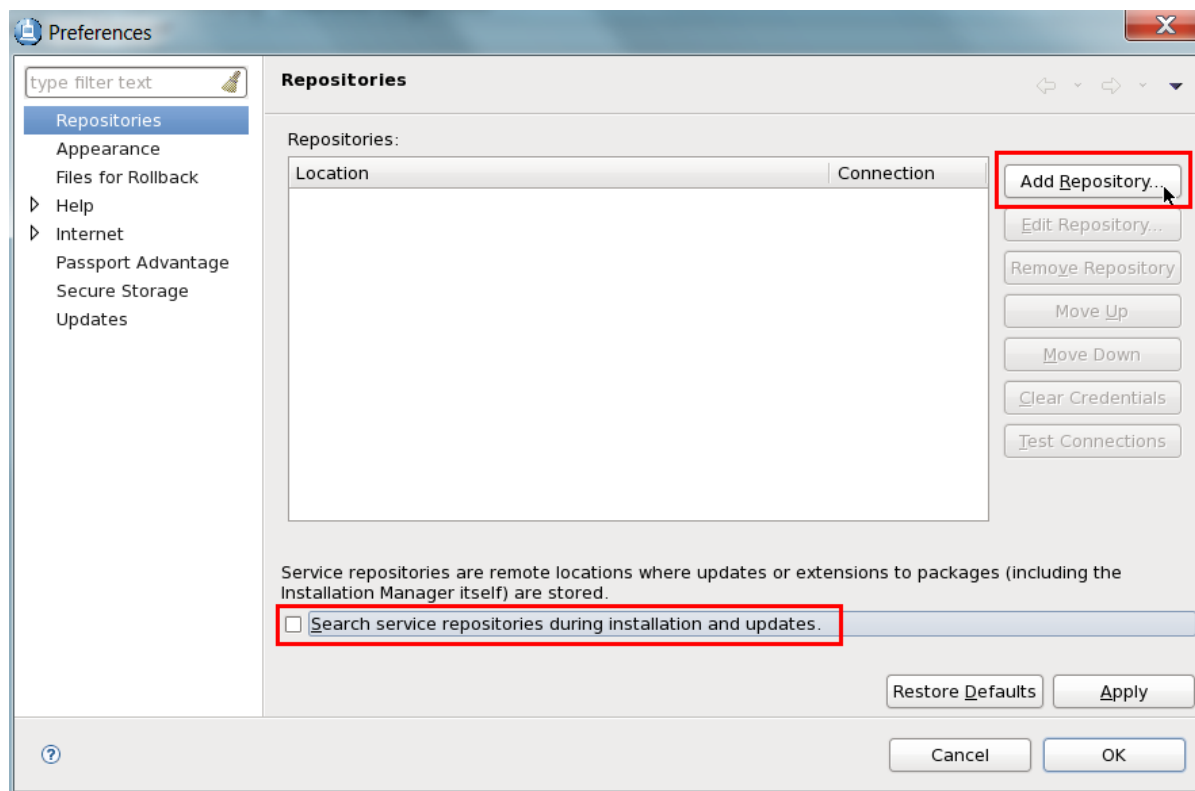 Preferences
type filter text
Repositories
Appearance
Files for Rollback
Help
Internet
Passport Advantage
Secure Storage
Updates
Repositories
Repositories:
Location
Connection
Add Repository...
Edit Repository...
Remove Repository
Move Up
Move Down
Clear Credentials
Test Connections
Service repositories are remote locations where updates or extensions to packages (including the
Installation Manager itself) are stored.
Search service repositories during installation and updates.
Restore Defaults
Apply
?
Cancel
OK